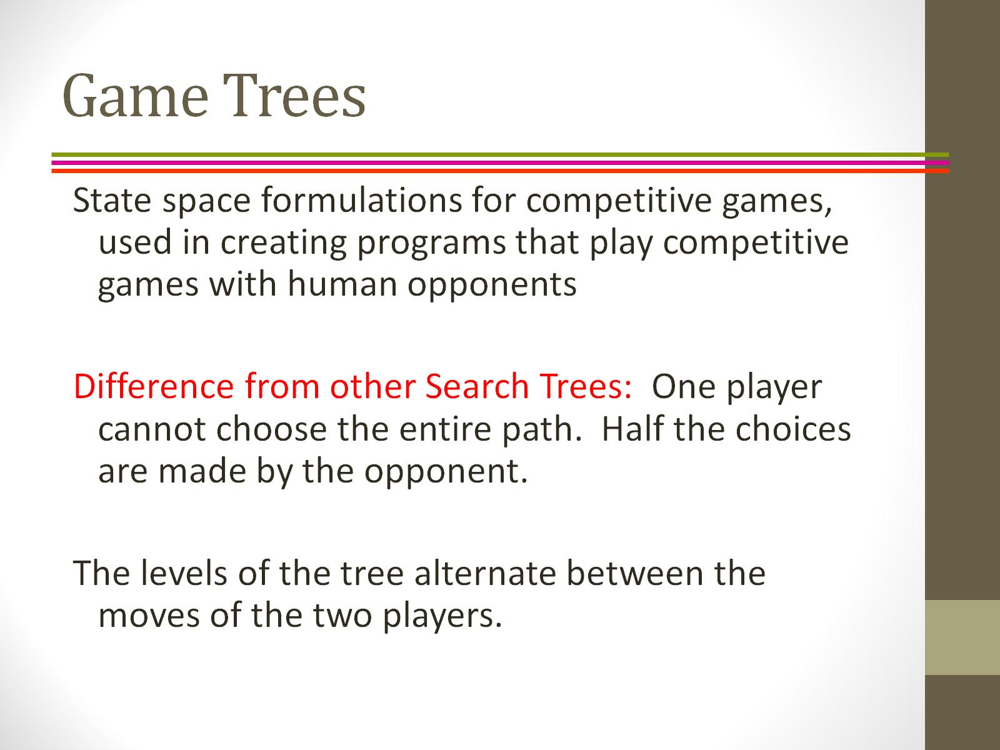 Game Trees
State space formulations for competitive games,
used in creating programs that play competitive
games with human opponents
Difference from other Search Trees:  One player
cannot choose the entire path.  Half the choices
are made by the opponent.
The levels of the tree alternate between the
moves of the two players.